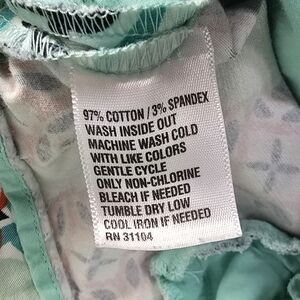 97% COTTON / 3% SPANDEX
WASH INSIDE OUT
MACHINE WASH COLD
WITH LIKE COLORS
GENTLE CYCLE
ONLY NON-CHLORINE
BLEACH IF NEEDED
TUMBLE DRY LOW
COOL IRON IF NEEDED
RN 31104